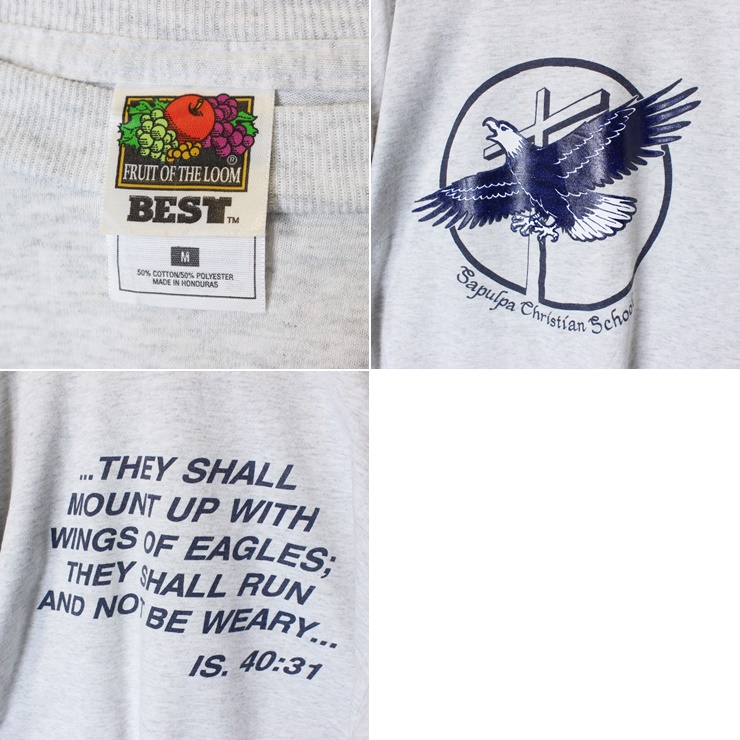 FRUIT OF THE LOOM ®
BEST™
M
50% COTTON/50% POLYESTER
MADE IN HONDURAS
Sapulpa Christian School
...THEY SHALL
MOUNT UP WITH
WINGS OF EAGLES;
THEY SHALL RUN
AND NOT BE WEARY...
IS. 40:31